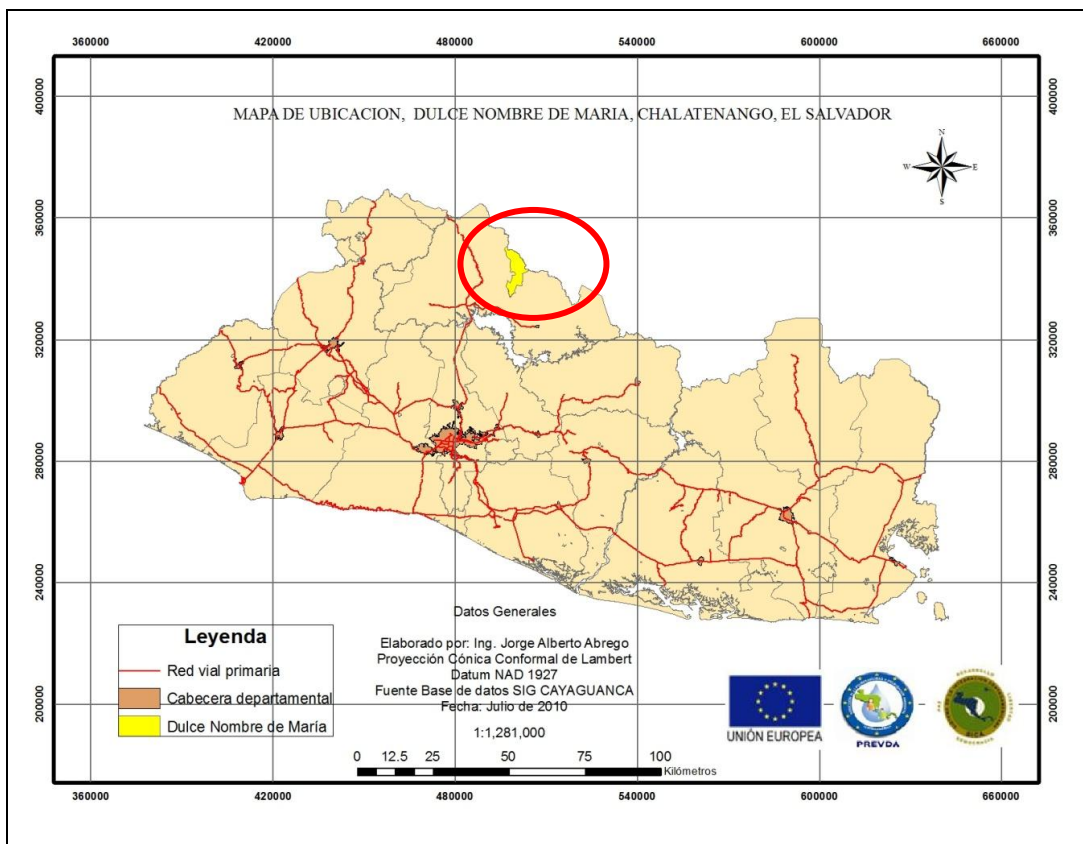 360000 420000 480000 540000 600000 660000
400000 400000
MAPA DE UBICACION, DULCE NOMBRE DE MARIA, CHALATENANGO, EL SALVADOR
N
W E
S
360000 360000
320000 320000
280000 280000
240000 240000
200000 200000
Leyenda
Red vial primaria
Cabecera departamental
Dulce Nombre de María
Datos Generales
Elaborado por: Ing. Jorge Alberto Abrego
Proyección Cónica Conformal de Lambert
Datum NAD 1927
Fuente Base de datos SIG CAYAGUANCA
Fecha: Julio de 2010
1:1,281,000
0 12.5 25 50 75 100
Kilómetros
UNIÓN EUROPEA
PREVDA
SICA
360000 420000 480000 540000 600000 660000